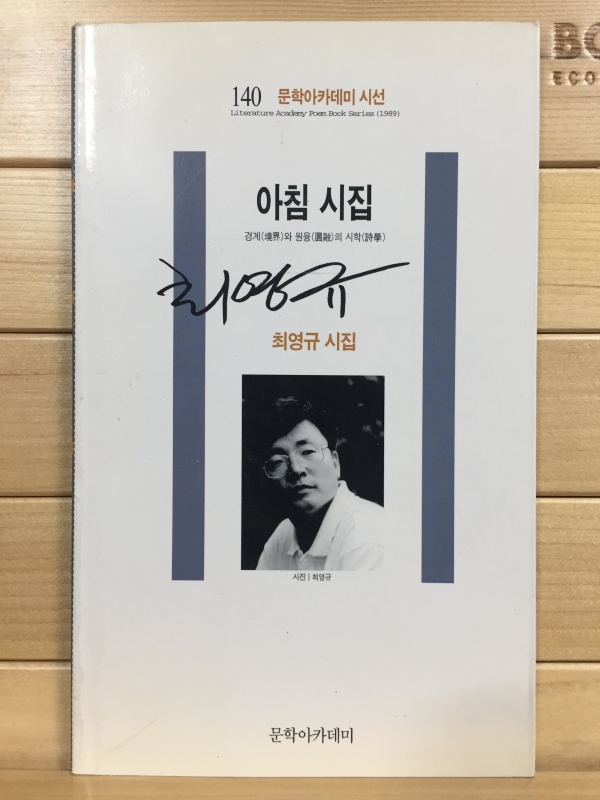 BO
ECO
140 문학아카데미 시선
Literature Academy Poem Book Series (1989)
아침 시집
경계(境界)와 원융(圓融)의 시학(詩學)
최영규
최영규 시집
사진 | 최영규
문학아카데미